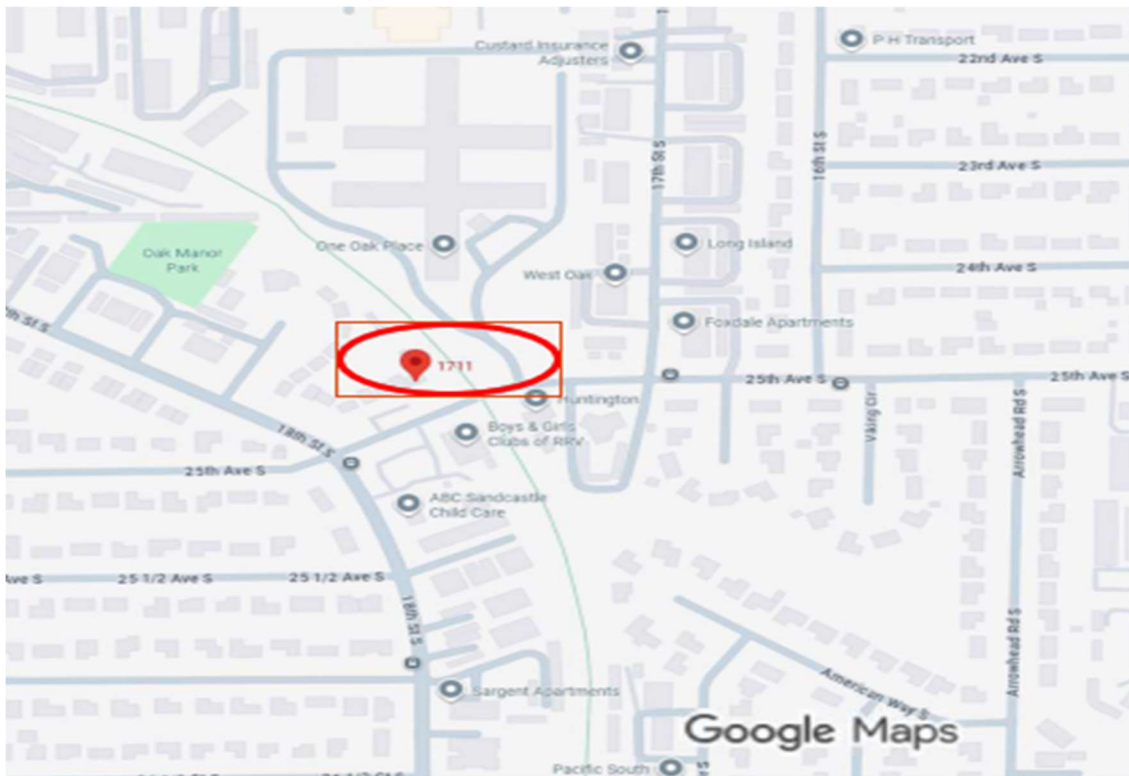 Custard Insurance
Adjusters
P H Transport
22nd Ave S
17th St S
16th St S
23rd Ave S
Oak Manor
Park
One Oak Place
Long Island
West Oak
24th Ave S
Foxdale Apartments
1711
25th Ave S
25th Ave S
Huntington
Boys & Girls
Clubs of RRV
18th St S
Viking Cir
Arrowhead Rd S
25th Ave S
ABC Sandcastle
Child Care
Ave S
25 1/2 Ave S
25 1/2 Ave S
18th St S
Arrowhead Rd S
American Way S
Sargent Apartments
Google Maps
Pacific South